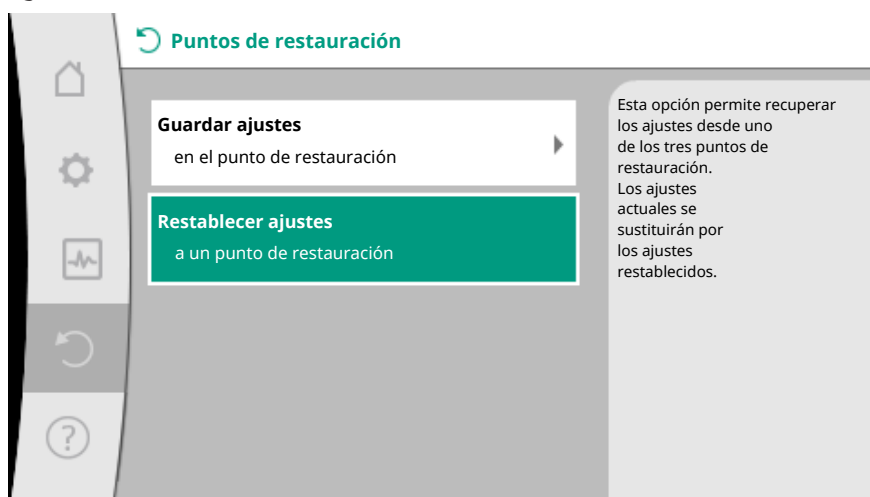 Puntos de restauración
Guardar ajustes
en el punto de restauración
Restablecer ajustes
a un punto de restauración
Esta opción permite recuperar
los ajustes desde uno
de los tres puntos de
restauración.
Los ajustes
actuales se
sustituirán por
los ajustes
restablecidos.
?